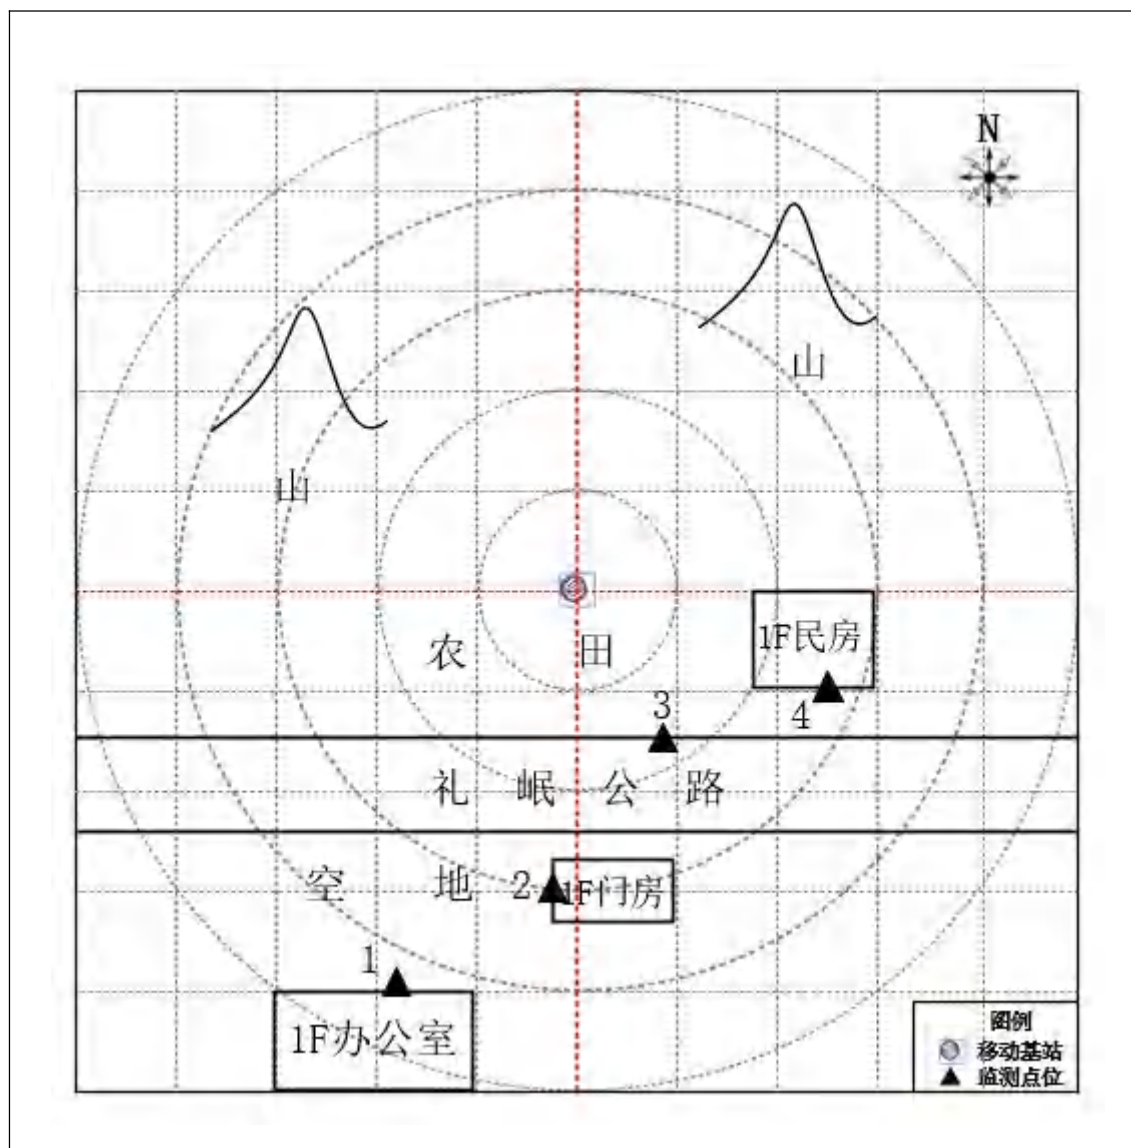 N
山
山
农 田
1F民房
3
4
礼 岷 公 路
空 地
2
1F门房
1
1F办公室
图例
移动基站
监测点位